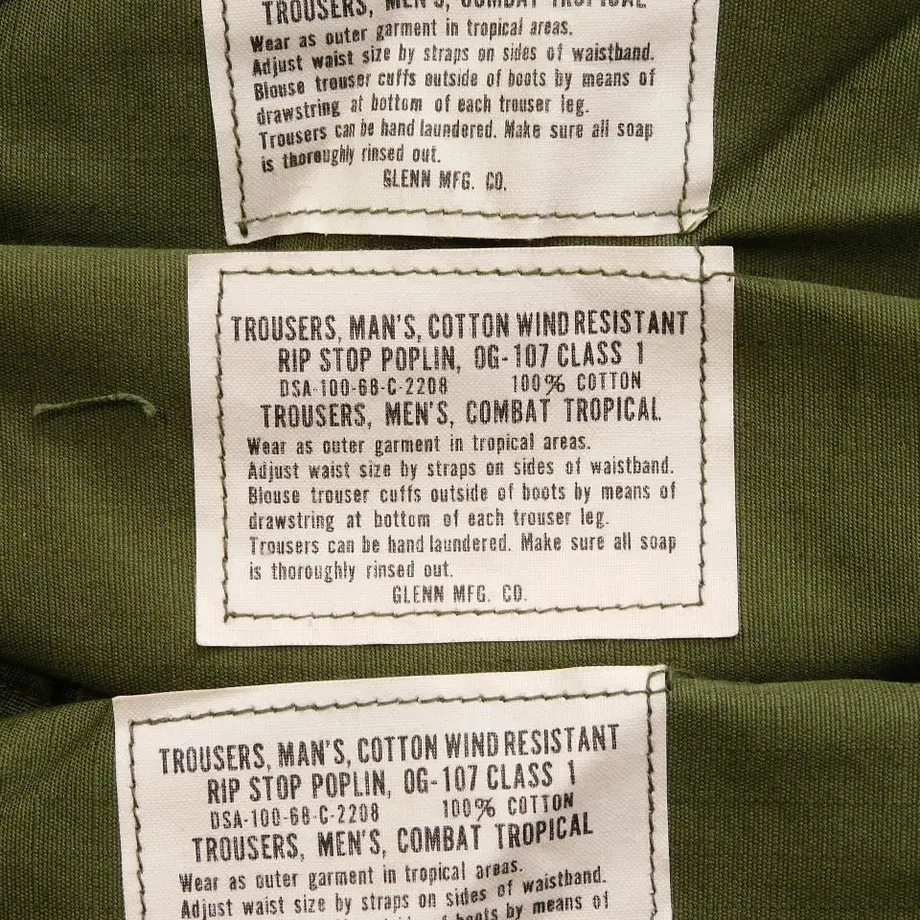 TROUSERS, MEN'S, COMBAT TROPICAL
Wear as outer garment in tropical areas.
Adjust waist size by straps on sides of waistband.
Blouse trouser cuffs outside of boots by means of
drawstring at bottom of each trouser leg.
Trousers can be hand laundered. Make sure all soap
is thoroughly rinsed out.
GLENN MFG. CO.
TROUSERS, MAN'S, COTTON WIND RESISTANT
RIP STOP POPLIN, OG-107 CLASS 1
DSA-100-68-C-2208 100% COTTON
TROUSERS, MEN'S, COMBAT TROPICAL
Wear as outer garment in tropical areas.
Adjust waist size by straps on sides of waistband.
Blouse trouser cuffs outside of boots by means of
drawstring at bottom of each trouser leg.
Trousers can be hand laundered. Make sure all soap
is thoroughly rinsed out.
GLENN MFG. CO.
TROUSERS, MAN'S, COTTON WIND RESISTANT
RIP STOP POPLIN, OG-107 CLASS 1
DSA-100-68-C-2208 100% COTTON
TROUSERS, MEN'S, COMBAT TROPICAL
Wear as outer garment in tropical areas.
Adjust waist size by straps on sides of waistband.
boots by means of